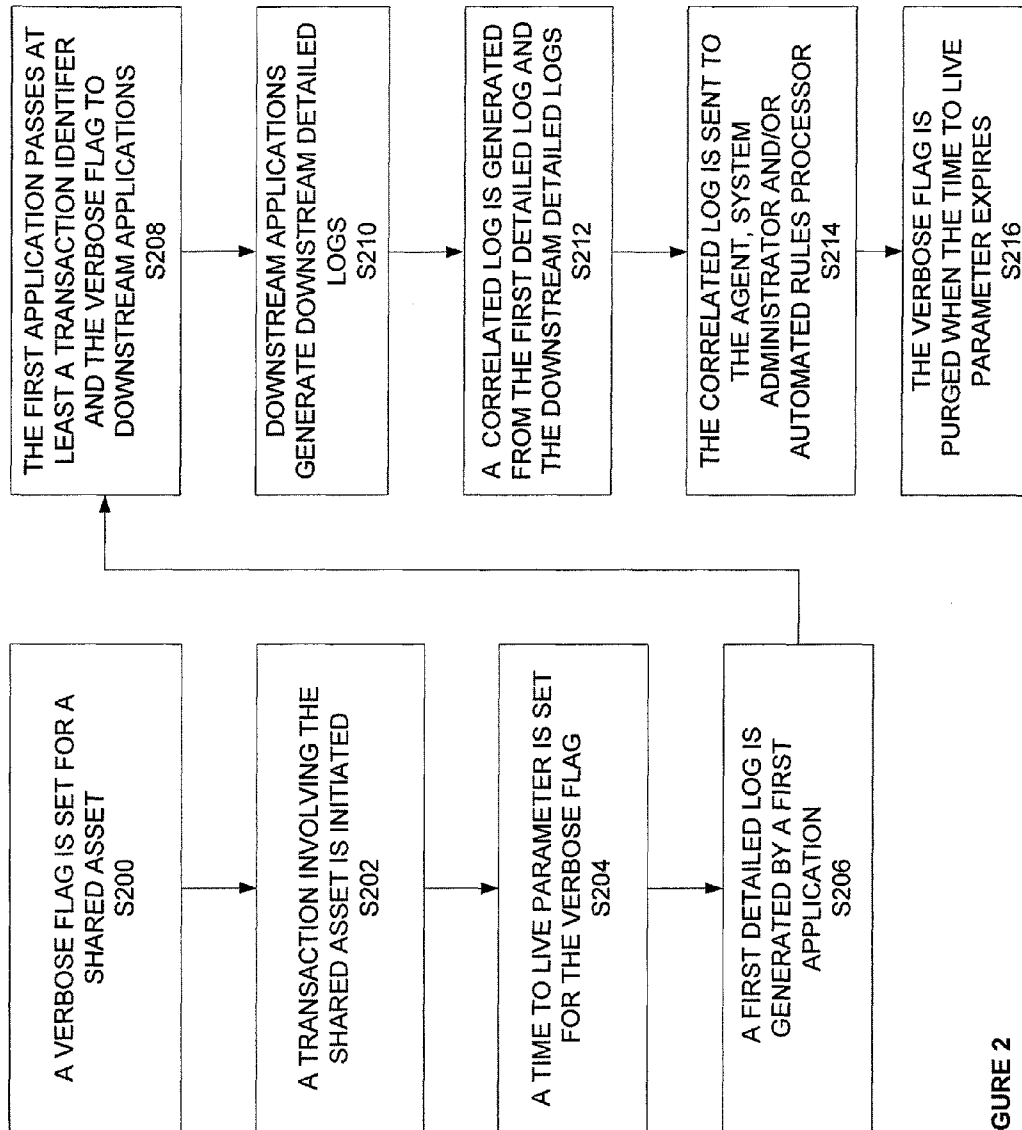 A VERBOSE FLAG IS SET FOR A
SHARED ASSET
S200
A TRANSACTION INVOLVING THE
SHARED ASSET IS INITIATED
S202
A TIME TO LIVE PARAMETER IS SET
FOR THE VERBOSE FLAG
S204
A FIRST DETAILED LOG IS
GENERATED BY A FIRST
APPLICATION
S206
THE FIRST APPLICATION PASSES AT
LEAST A TRANSACTION IDENTIFER
AND THE VERBOSE FLAG TO
DOWNSTREAM APPLICATIONS
S208
DOWNSTREAM APPLICATIONS
GENERATE DOWNSTREAM DETAILED
LOGS
S210
A CORRELATED LOG IS GENERATED
FROM THE FIRST DETAILED LOG AND
THE DOWNSTREAM DETAILED LOGS
S212
THE CORRELATED LOG IS SENT TO
THE AGENT, SYSTEM
ADMINISTRATOR AND/OR
AUTOMATED RULES PROCESSOR
S214
THE VERBOSE FLAG IS
PURGED WHEN THE TIME TO LIVE
PARAMETER EXPIRES
S216
GURE 2